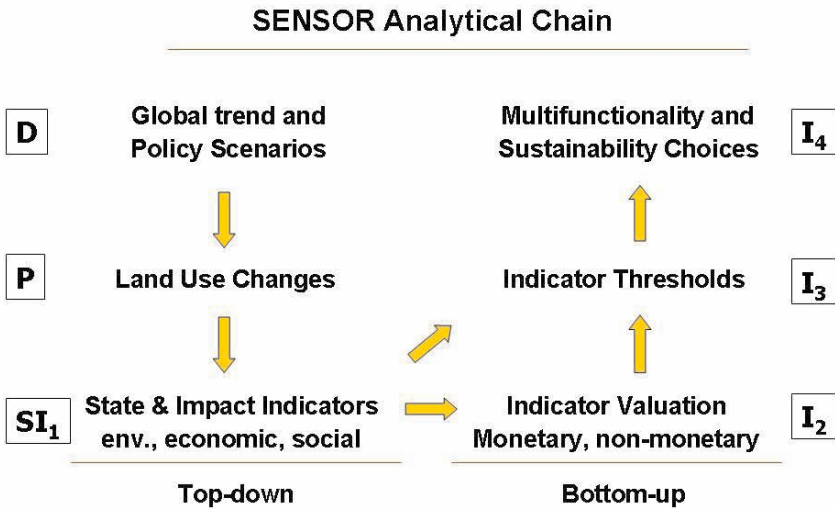 SENSOR Analytical Chain
D
Global trend and
Policy Scenarios
Multifunctionality and
Sustainability Choices
I₄
P
Land Use Changes
Indicator Thresholds
I₃
SI₁
State & Impact Indicators
env., economic, social
Indicator Valuation
Monetary, non-monetary
I₂
Top-down
Bottom-up